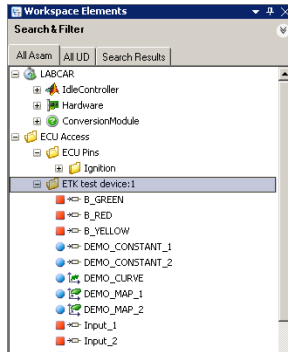 Workspace Elements
Search & Filter
All Asam All UD Search Results
LABCAR
IdleController
Hardware
ConversionModule
ECU Access
ECU Pins
Ignition
ETK test device:1
B_GREEN
B_RED
B_YELLOW
DEMO_CONSTANT_1
DEMO_CONSTANT_2
DEMO_CURVE
DEMO_MAP_1
DEMO_MAP_2
Input_1
Input_2